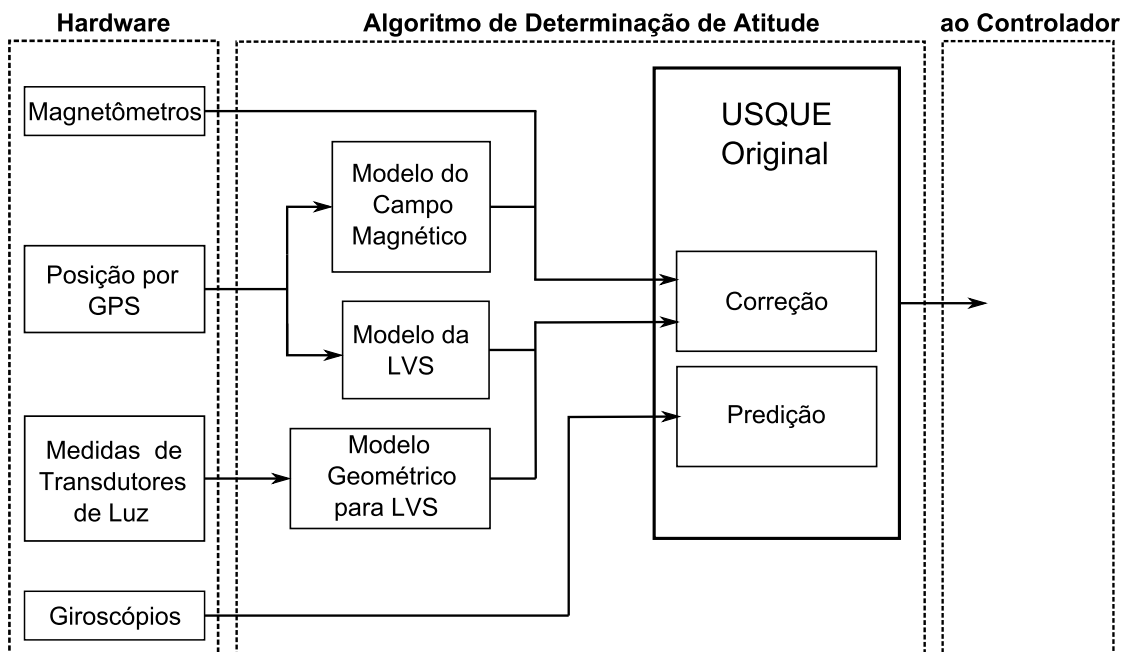 Hardware
Algoritmo de Determinação de Atitude
ao Controlador
Magnetômetros
Posição por
GPS
Medidas de
Transdutores
de Luz
Giroscópios
Modelo do
Campo
Magnético
Modelo da
LVS
Modelo
Geométrico
para LVS
USQUE
Original
Correção
Predição